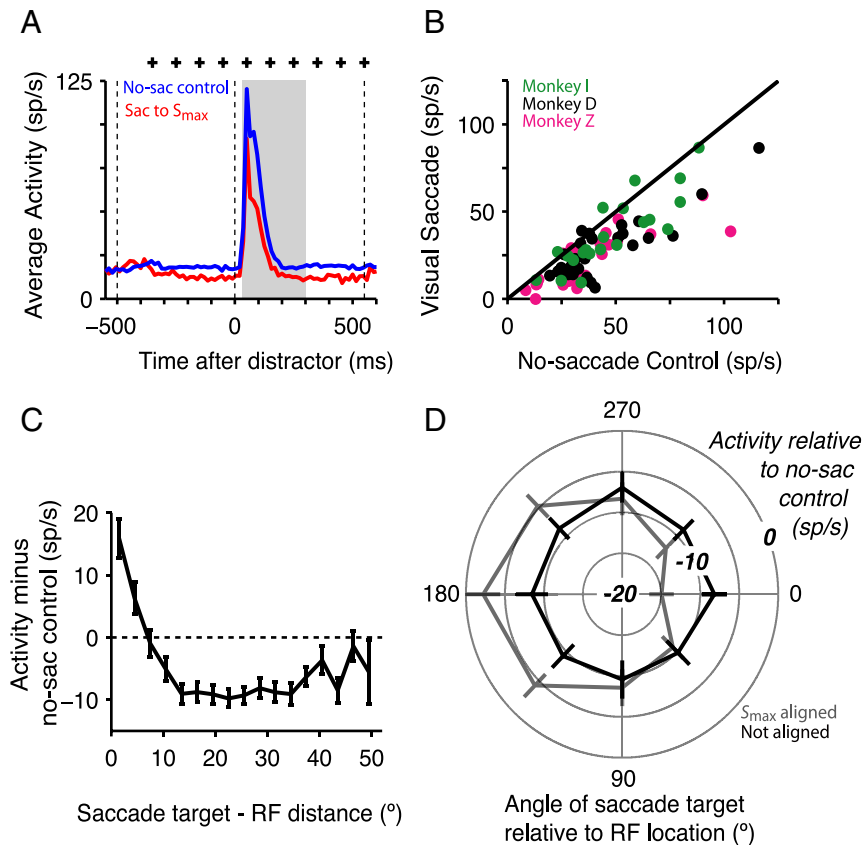 A
+ + + + + + + + + +
125
No-sac control
Sac to Smax
Average Activity (sp/s)
0
−500
0
500
Time after distractor (ms)
B
Monkey I
Monkey D
Monkey Z
Visual Saccade (sp/s)
100
50
0
0
50
100
No-saccade Control (sp/s)
C
Activity minus
no-sac control (sp/s)
20
10
0
−10
0
10
20
30
40
50
Saccade target - RF distance (º)
D
270
Activity relative
to no-sac
control
(sp/s)
0
-10
-20
180
0
Smax aligned
Not aligned
90
Angle of saccade target
relative to RF location (º)